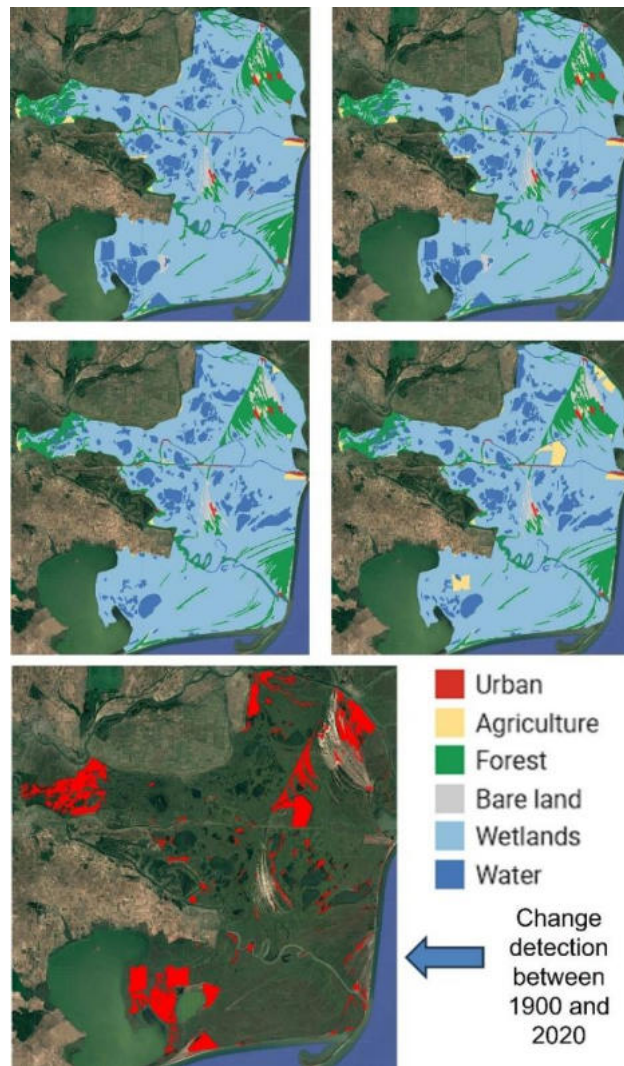 Urban
Agriculture
Forest
Bare land
Wetlands
Water
Change
detection
between
1900 and
2020